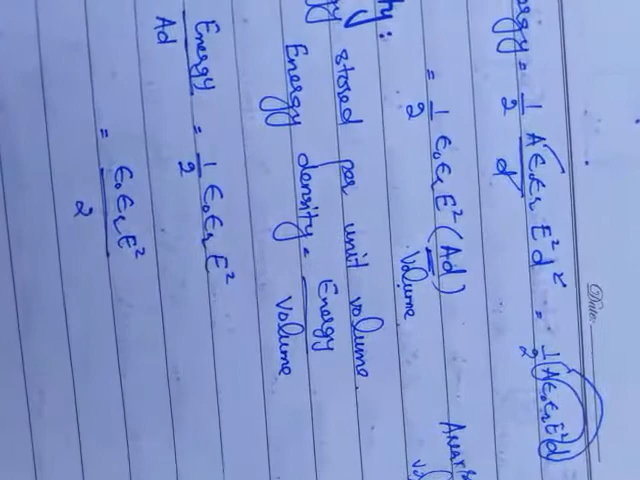 Date:
Energy = 1/2 Aε₀εᵣ/d E²d² = 1/2 (Aε₀εᵣE²d)
= 1/2 ε₀εᵣE² (Ad)
Volume
stored per unit volume.
Energy density = Energy/Volume
Energy/Ad = 1/2 ε₀εᵣE²
= ε₀εᵣE²/2